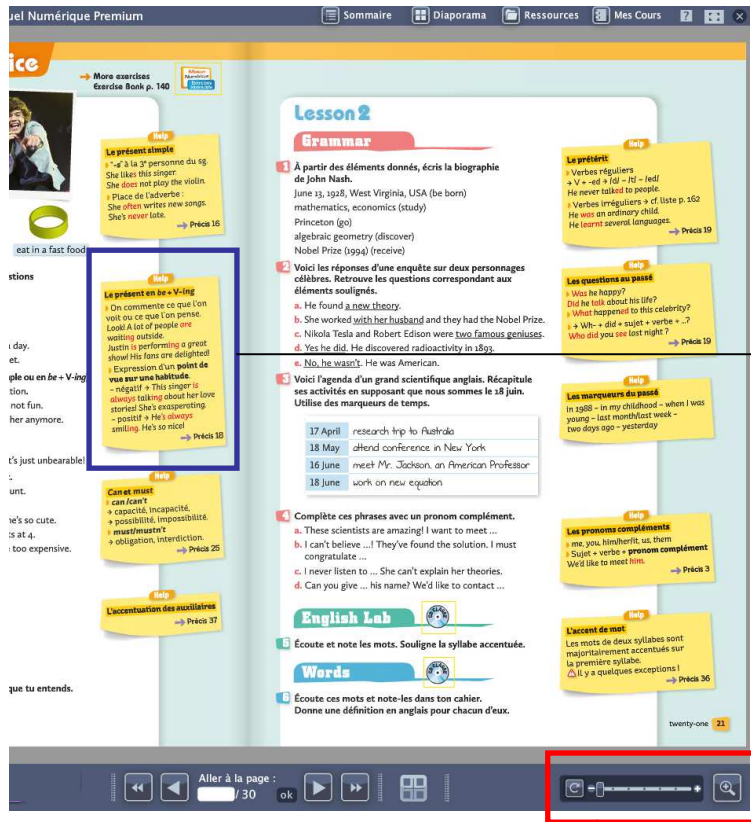 uel Numérique Premium
Sommaire
Diaporama
Ressources
Mes Cours
?
ice
→ More exercises
Exercise Bank p. 140
Help
Le présent simple
"-s" à la 3e personne du sg.
She likes this singer.
She does not play the violin.
Place de l'adverbe :
She often writes new songs.
She's never late.
→ Précis 16
eat in a fast food
stions
Help
Le présent en be + V-ing
On commente ce que l'on
voit ou ce que l'on pense.
Look! A lot of people are
waiting outside.
Justin is performing a great
show! His fans are delighted!
Expression d'un point de
vue sur une habitude.
– négatif → This singer is
always talking about her love
stories! She's exasperating.
– positif → He's always
smiling. He's so nice!
→ Précis 18
a day.
et.
ple ou en be + V-ing
tion.
not fun.
her anymore.
t's just unbearable!
unt.
Help
Can et must
can /can't
→ capacité, incapacité,
→ possibilité, impossibilité.
must/mustn't
→ obligation, interdiction.
→ Précis 25
ne's so cute.
ts at 4.
too expensive.
Help
L'accentuation des auxiliaires
→ Précis 37
que tu entends.
Lesson 2
Grammar
1 À partir des éléments donnés, écris la biographie
de John Nash.
June 13, 1928, West Virginia, USA (be born)
mathematics, economics (study)
Princeton (go)
algebraic geometry (discover)
Nobel Prize (1994) (receive)
2 Voici les réponses d'une enquête sur deux personnages
célèbres. Retrouve les questions correspondant aux
éléments soulignés.
a. He found a new theory.
b. She worked with her husband and they had the Nobel Prize.
c. Nikola Tesla and Robert Edison were two famous geniuses.
d. Yes he did. He discovered radioactivity in 1893.
e. No, he wasn't. He was American.
3 Voici l'agenda d'un grand scientifique anglais. Récapitule
ses activités en supposant que nous sommes le 18 juin.
Utilise des marqueurs de temps.
17 April research trip to Australia
18 May attend conference in New York
16 June meet Mr. Jackson, an American Professor
18 June work on new equation
4 Complète ces phrases avec un pronom complément.
a. These scientists are amazing! I want to meet ...
b. I can't believe ...! They've found the solution. I must
congratulate ...
c. I never listen to ... She can't explain her theories.
d. Can you give ... his name? We'd like to contact ...
English Lab
5 Écoute et note les mots. Souligne la syllabe accentuée.
Words
6 Écoute ces mots et note-les dans ton cahier.
Donne une définition en anglais pour chacun d'eux.
Help
Le prétérit
Verbes réguliers
→ V + -ed → /d/ – /t/ – /ed/
He never talked to people.
Verbes irréguliers → cf. liste p. 162
He was an ordinary child.
He learnt several languages.
→ Précis 19
Help
Les questions au passé
Was he happy?
Did he talk about his life?
What happened to this celebrity?
→ Wh- + did + sujet + verbe + ..?
Who did you see last night ?
→ Précis 19
Help
Les marqueurs du passé
In 1988 – in my childhood – when I was
young – last month/last week –
two days ago – yesterday
Help
Les pronoms compléments
me, you, him/her/it, us, them
Sujet + verbe + pronom complément
We'd like to meet him.
→ Précis 3
Help
L'accent de mot
Les mots de deux syllabes sont
majoritairement accentués sur
la première syllabe.
Il y a quelques exceptions !
→ Précis 36
twenty-one 21
Aller à la page :
/ 30 ok